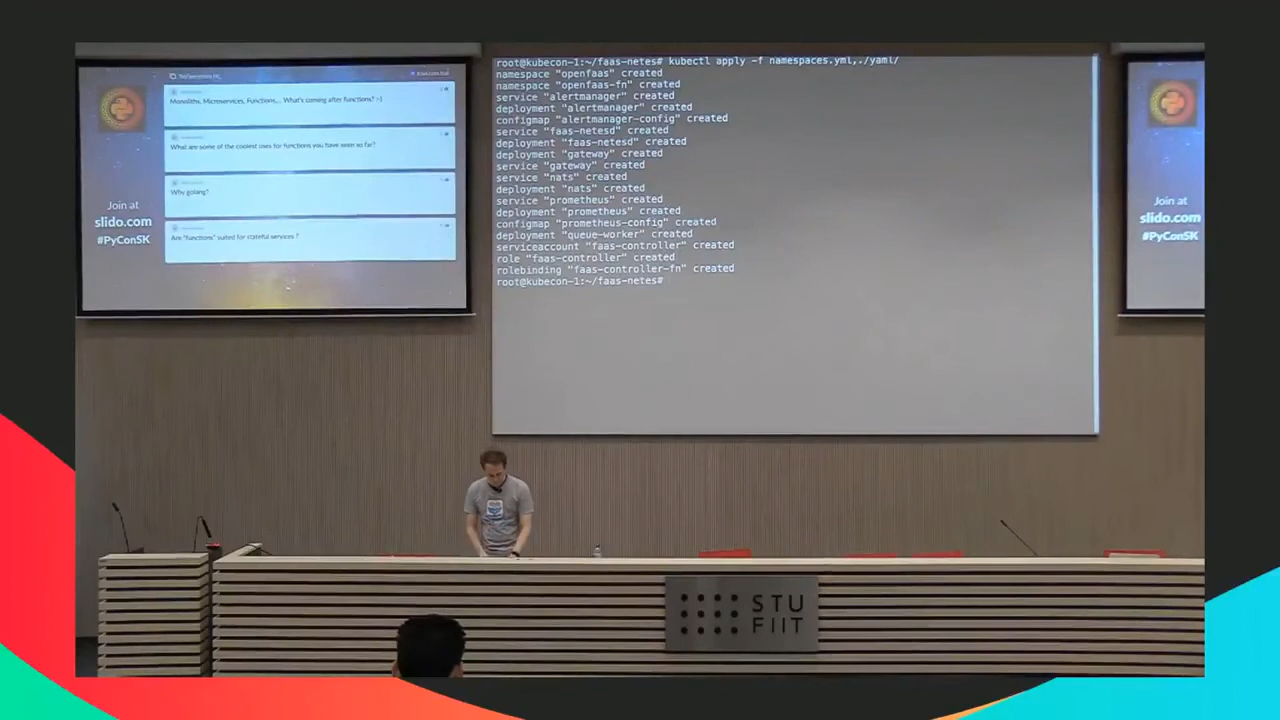 Monoliths, Microservices, Functions,... What's coming after functions? :-)
What are some of the coolest uses for functions you have seen so far?
Why golang?
Are "functions" suited for stateful services ?
Join at
slido.com
#PyConSK
root@kubecon-1:~/faas-netes# kubectl apply -f namespaces.yml,./yaml/
namespace "openfaas" created
namespace "openfaas-fn" created
service "alertmanager" created
deployment "alertmanager" created
configmap "alertmanager-config" created
service "faas-netesd" created
deployment "faas-netesd" created
deployment "gateway" created
service "gateway" created
service "nats" created
deployment "nats" created
service "prometheus" created
deployment "prometheus" created
configmap "prometheus-config" created
deployment "queue-worker" created
serviceaccount "faas-controller" created
role "faas-controller" created
rolebinding "faas-controller-fn" created
root@kubecon-1:~/faas-netes#
Join at
slido.com
#PyConSK
STU
FIIT